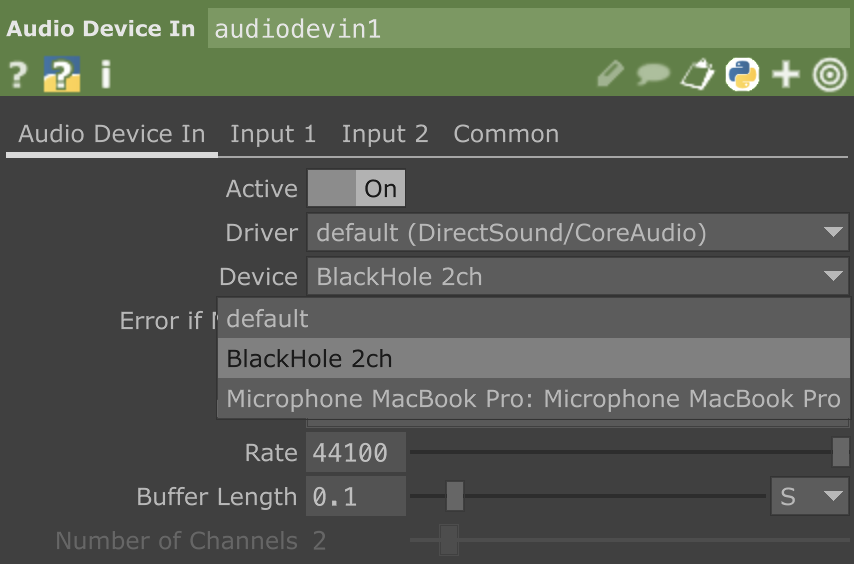 Audio Device In audiodevin1
? ? i
Audio Device In Input 1 Input 2 Common
Active On
Driver default (DirectSound/CoreAudio)
Device BlackHole 2ch
Error if
default
BlackHole 2ch
Microphone MacBook Pro: Microphone MacBook Pro
Rate 44100
Buffer Length 0.1 S
Number of Channels 2